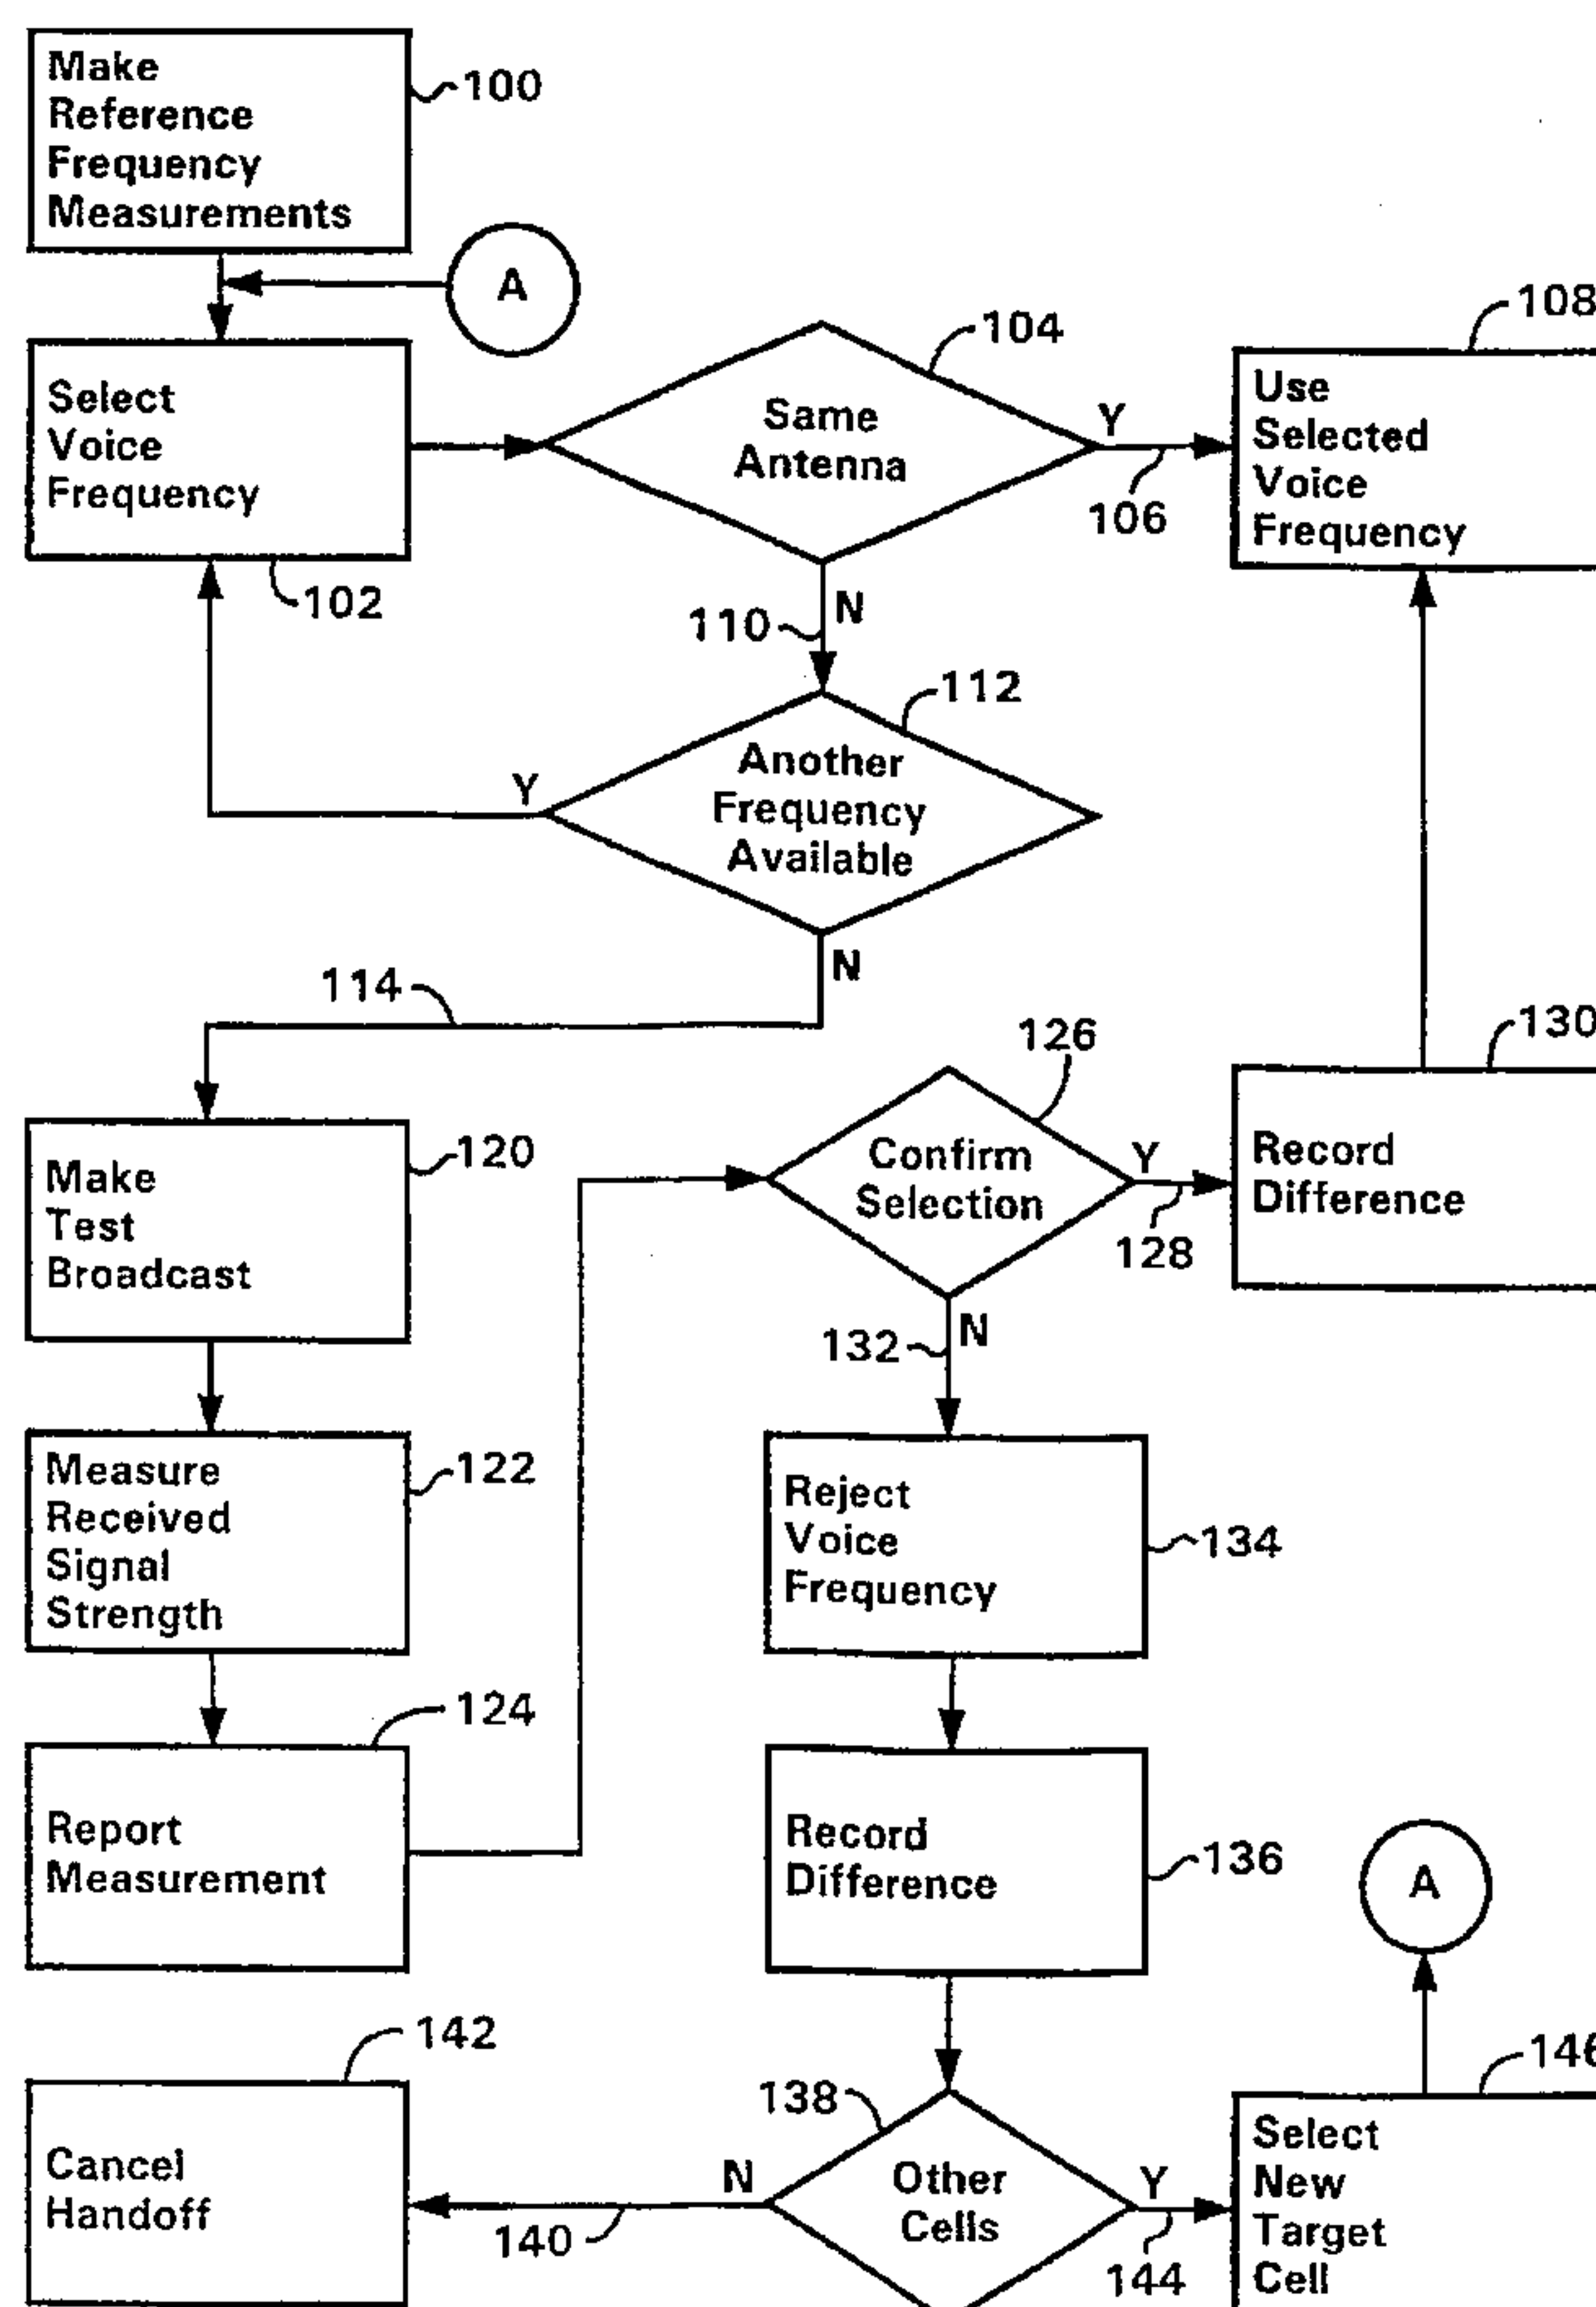 Make
Reference
Frequency
Measurements
100
A
Select
Voice
Frequency
102
Same
Antenna
104
Y
106
108
Use
Selected
Voice
Frequency
110
N
112
Another
Frequency
Available
Y
N
114
Make
Test
Broadcast
120
126
Confirm
Selection
Y
128
130
Record
Difference
132
N
Measure
Received
Signal
Strength
122
Reject
Voice
Frequency
134
124
Report
Measurement
Record
Difference
136
A
142
Cancel
Handoff
138
N
140
Other
Cells
Y
144
146
Select
New
Target
Cell